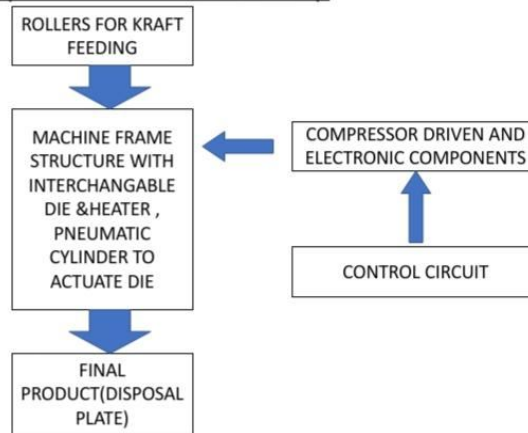 ROLLERS FOR KRAFT
FEEDING
MACHINE FRAME
STRUCTURE WITH
INTERCHANGABLE
DIE &HEATER ,
PNEUMATIC
CYLINDER TO
ACTUATE DIE
COMPRESSOR DRIVEN AND
ELECTRONIC COMPONENTS
CONTROL CIRCUIT
FINAL
PRODUCT(DISPOSAL
PLATE)